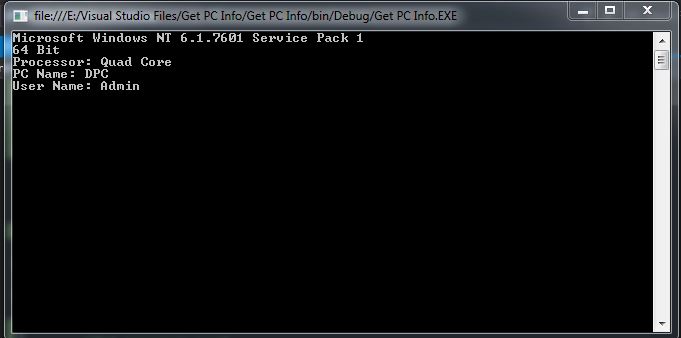 file:///E:/Visual Studio Files/Get PC Info/Get PC Info/bin/Debug/Get PC Info.EXE
Microsoft Windows NT 6.1.7601 Service Pack 1
64 Bit
Processor: Quad Core
PC Name: DPC
User Name: Admin